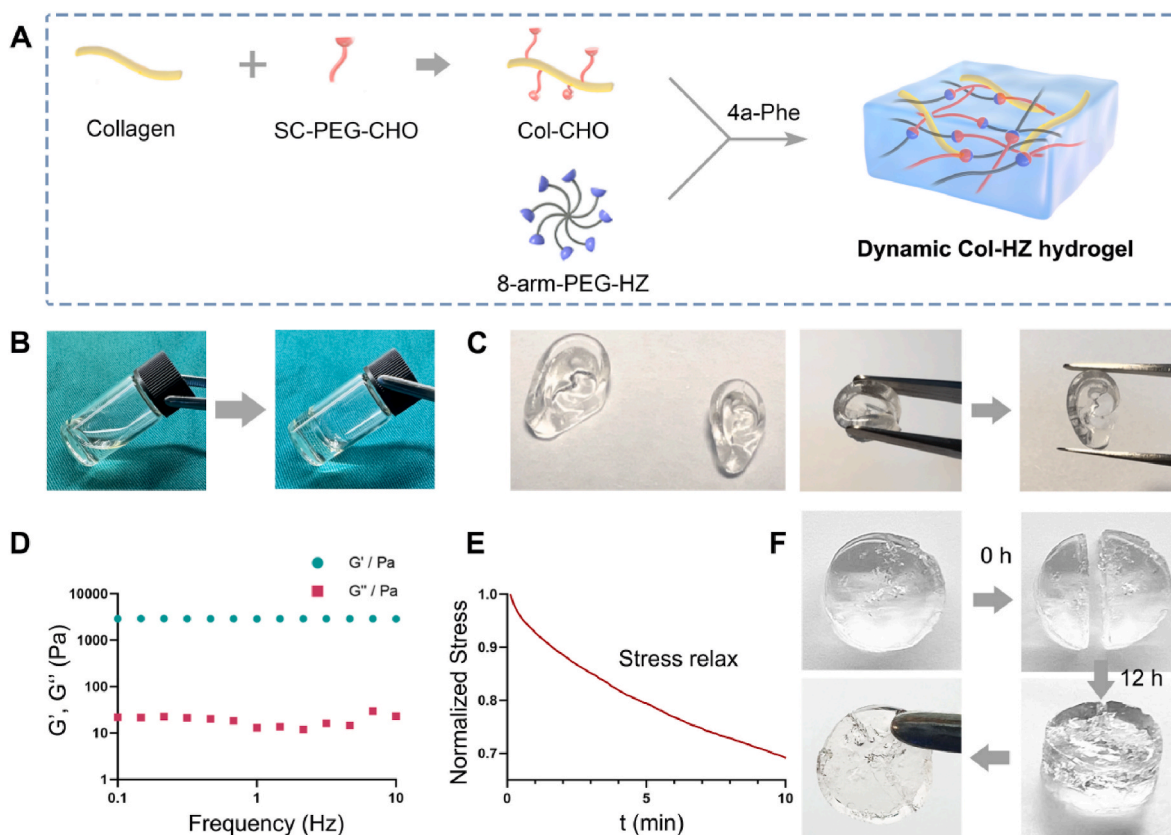 A
Collagen
SC-PEG-CHO
Col-CHO
8-arm-PEG-HZ
4a-Phe
Dynamic Col-HZ hydrogel
B
C
D
G' / Pa
G'' / Pa
G', G'' (Pa)
10000
1000
100
10
1
0.1
1
10
Frequency (Hz)
E
Normalized Stress
1.0
0.9
0.8
0.7
Stress relax
0
5
10
t (min)
F
0 h
12 h